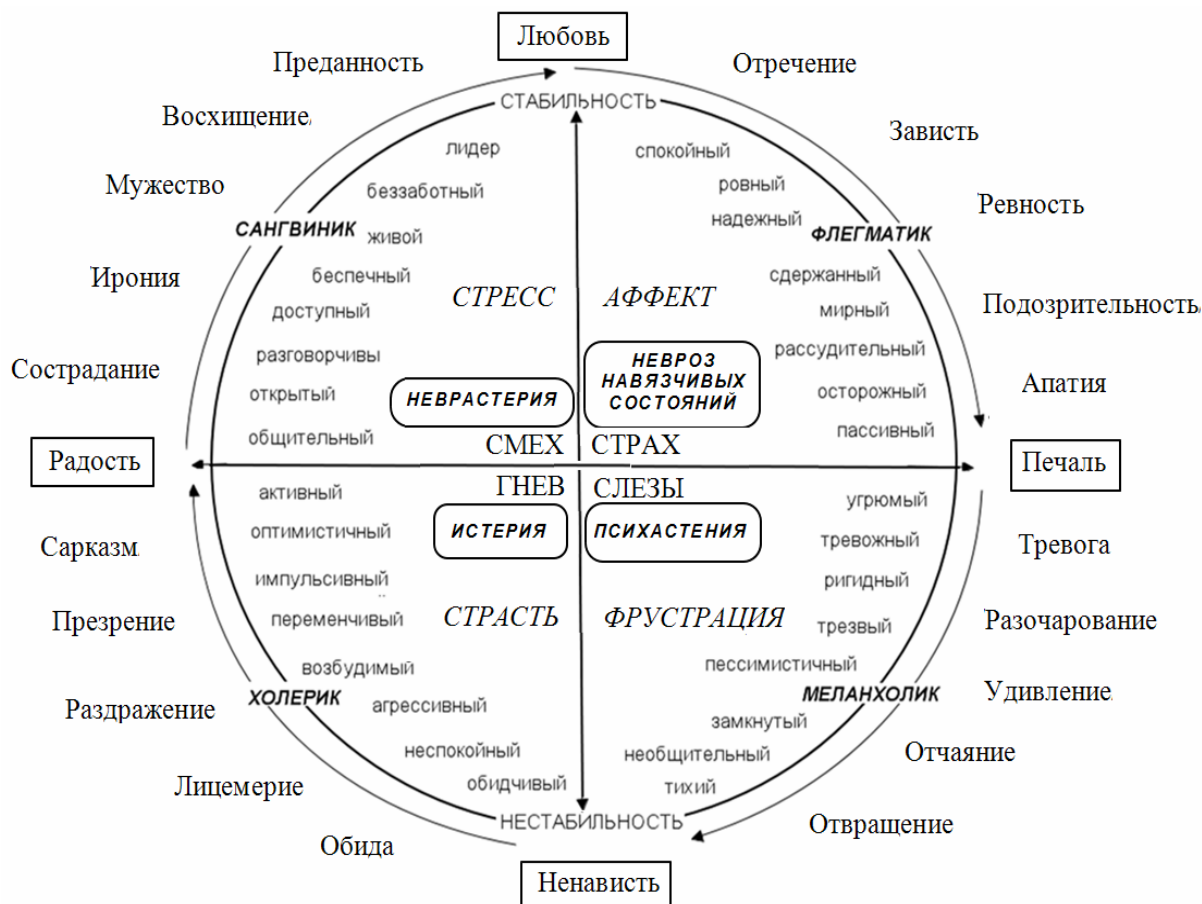 Любовь
Преданность
Отречение
СТАБИЛЬНОСТЬ
Восхищение
Зависть
лидер
спокойный
Мужество
беззаботный
ровный
Ревность
САНГВИНИК
живой
надежный
ФЛЕГМАТИК
Ирония
беспечный
СТРЕСС
АФФЕКТ
сдержанный
Подозрительность
доступный
мирный
Сострадание
разговорчивы
НЕВРОЗ
НАВЯЗЧИВЫХ
СОСТОЯНИЙ
рассудительный
открытый
НЕВРАСТЕРИЯ
осторожный
Апатия
общительный
СМЕХ
СТРАХ
пассивный
Радость
Печаль
активный
ГНЕВ
СЛЕЗЫ
угрюмый
Сарказм
оптимистичный
ИСТЕРИЯ
ПСИХАСТЕНИЯ
тревожный
Тревога
импульсивный
ригидный
Презрение
переменчивый
СТРАСТЬ
ФРУСТРАЦИЯ
трезвый
Разочарование
возбудимый
пессимистичный
ХОЛЕРИК
МЕЛАНХОЛИК
Удивление
Раздражение
агрессивный
замкнутый
неспокойный
необщительный
Отчаяние
Лицемерие
обидчивый
тихий
НЕСТАБИЛЬНОСТЬ
Отвращение
Обида
Ненависть